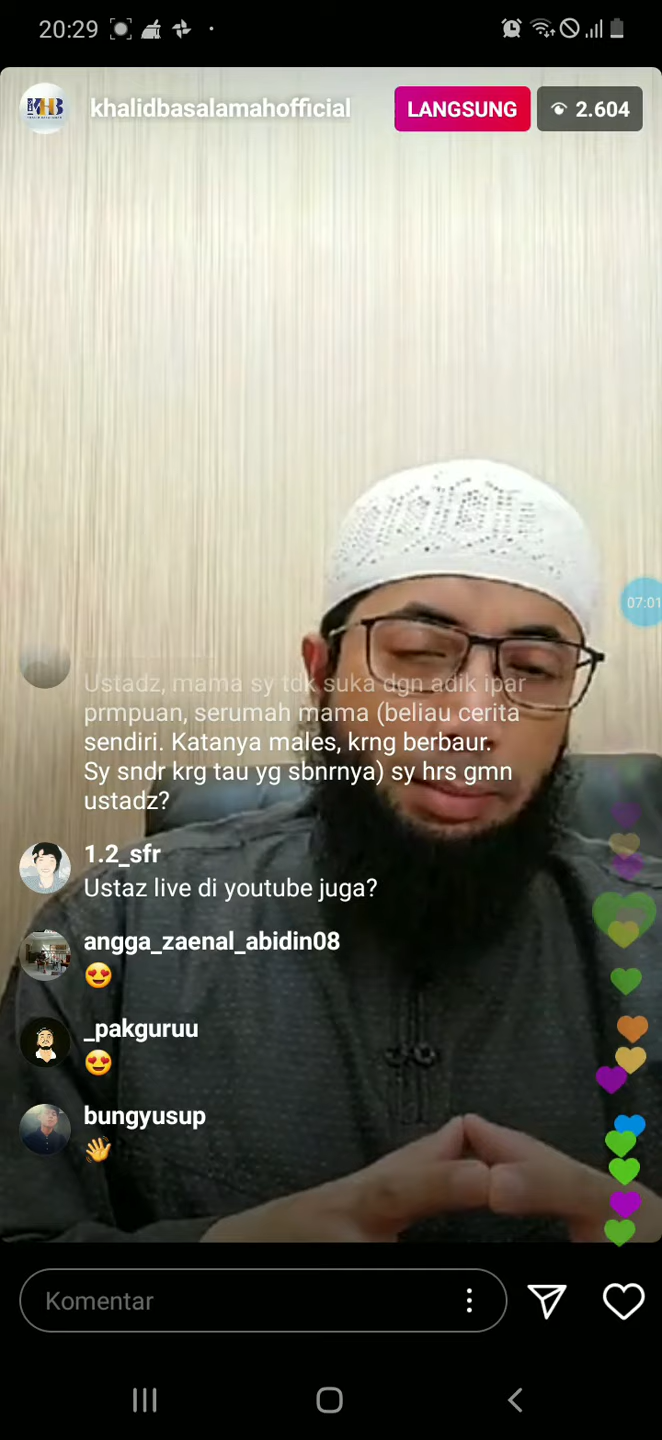 20:29
KHB
khalidbasalamahofficial
LANGSUNG
2.604
07:01
Ustadz, mama sy tdk suka dgn adik ipar
prmpuan, serumah mama (beliau cerita
sendiri. Katanya males, krng berbaur.
Sy sndr krg tau yg sbnrnya) sy hrs gmn
ustadz?
1.2_sfr
Ustaz live di youtube juga?
angga_zaenal_abidin08
😍
_pakguruu
😍
bungyusup
👋
Komentar